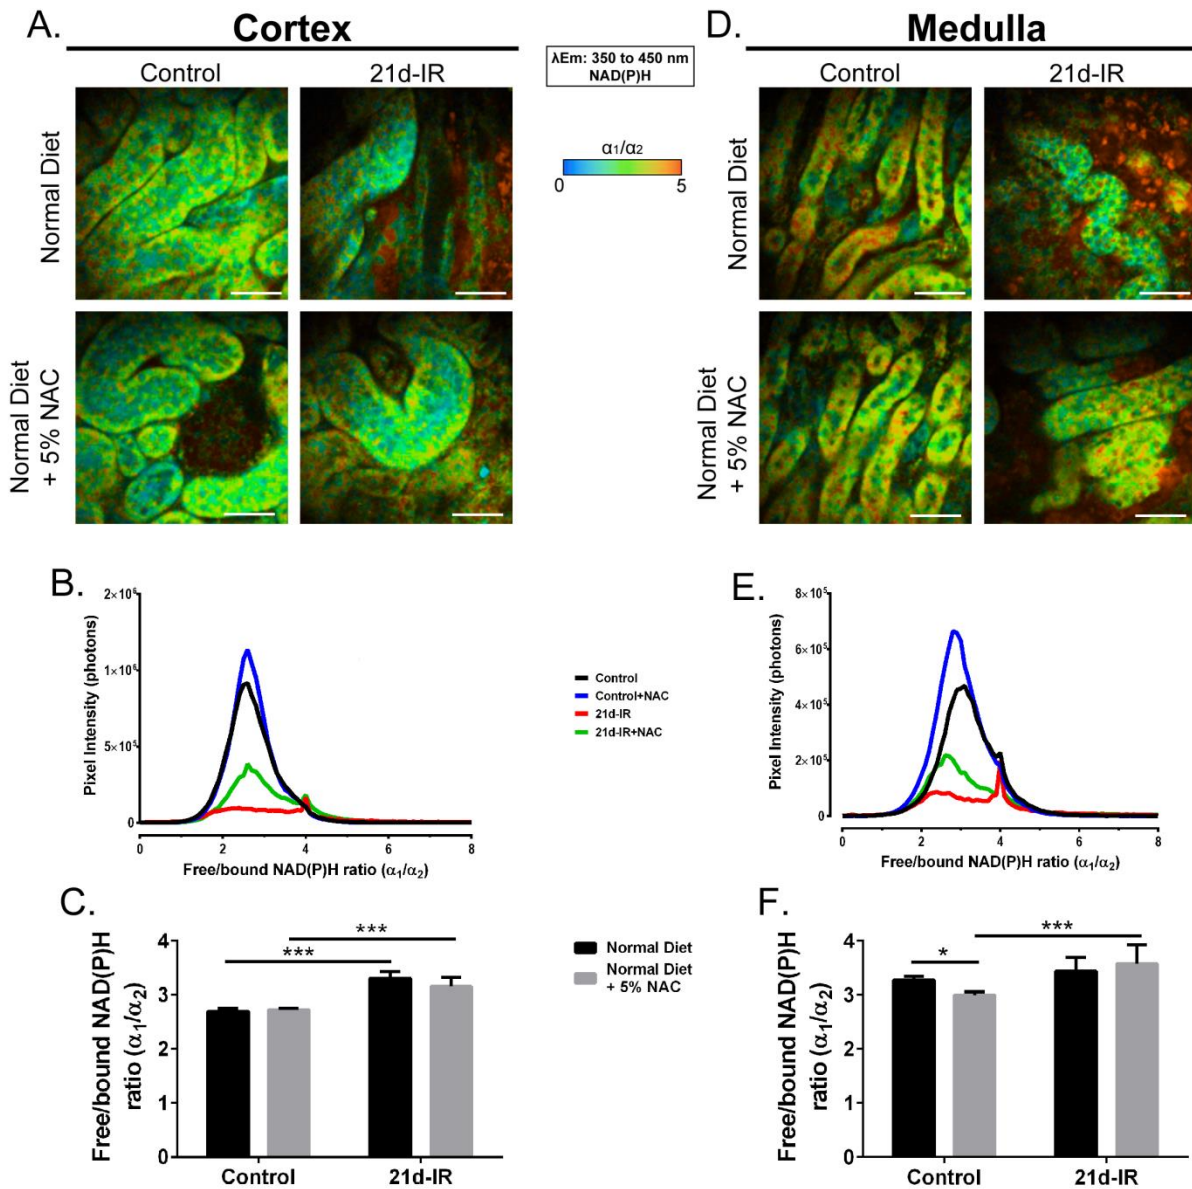 A.
Cortex
Control
21d-IR
Normal Diet
Normal Diet
+ 5% NAC
λEm: 350 to 450 nm
NAD(P)H
α1/α2
0
5
D.
Medulla
Control
21d-IR
Normal Diet
Normal Diet
+ 5% NAC
B.
Pixel Intensity (photons)
2×10⁶
1×10⁶
5×10⁵
0
0
2
4
6
8
Free/bound NAD(P)H ratio (α₁/α₂)
Control
Control+NAC
21d-IR
21d-IR+NAC
E.
Pixel Intensity (photons)
8×10⁵
6×10⁵
4×10⁵
2×10⁵
0
0
2
4
6
8
Free/bound NAD(P)H ratio (α₁/α₂)
C.
Free/bound NAD(P)H
ratio (α₁/α₂)
4
3
2
1
0
***
***
Control
21d-IR
Normal Diet
Normal Diet
+ 5% NAC
F.
Free/bound NAD(P)H
ratio (α₁/α₂)
4
3
2
1
0
*
***
Control
21d-IR